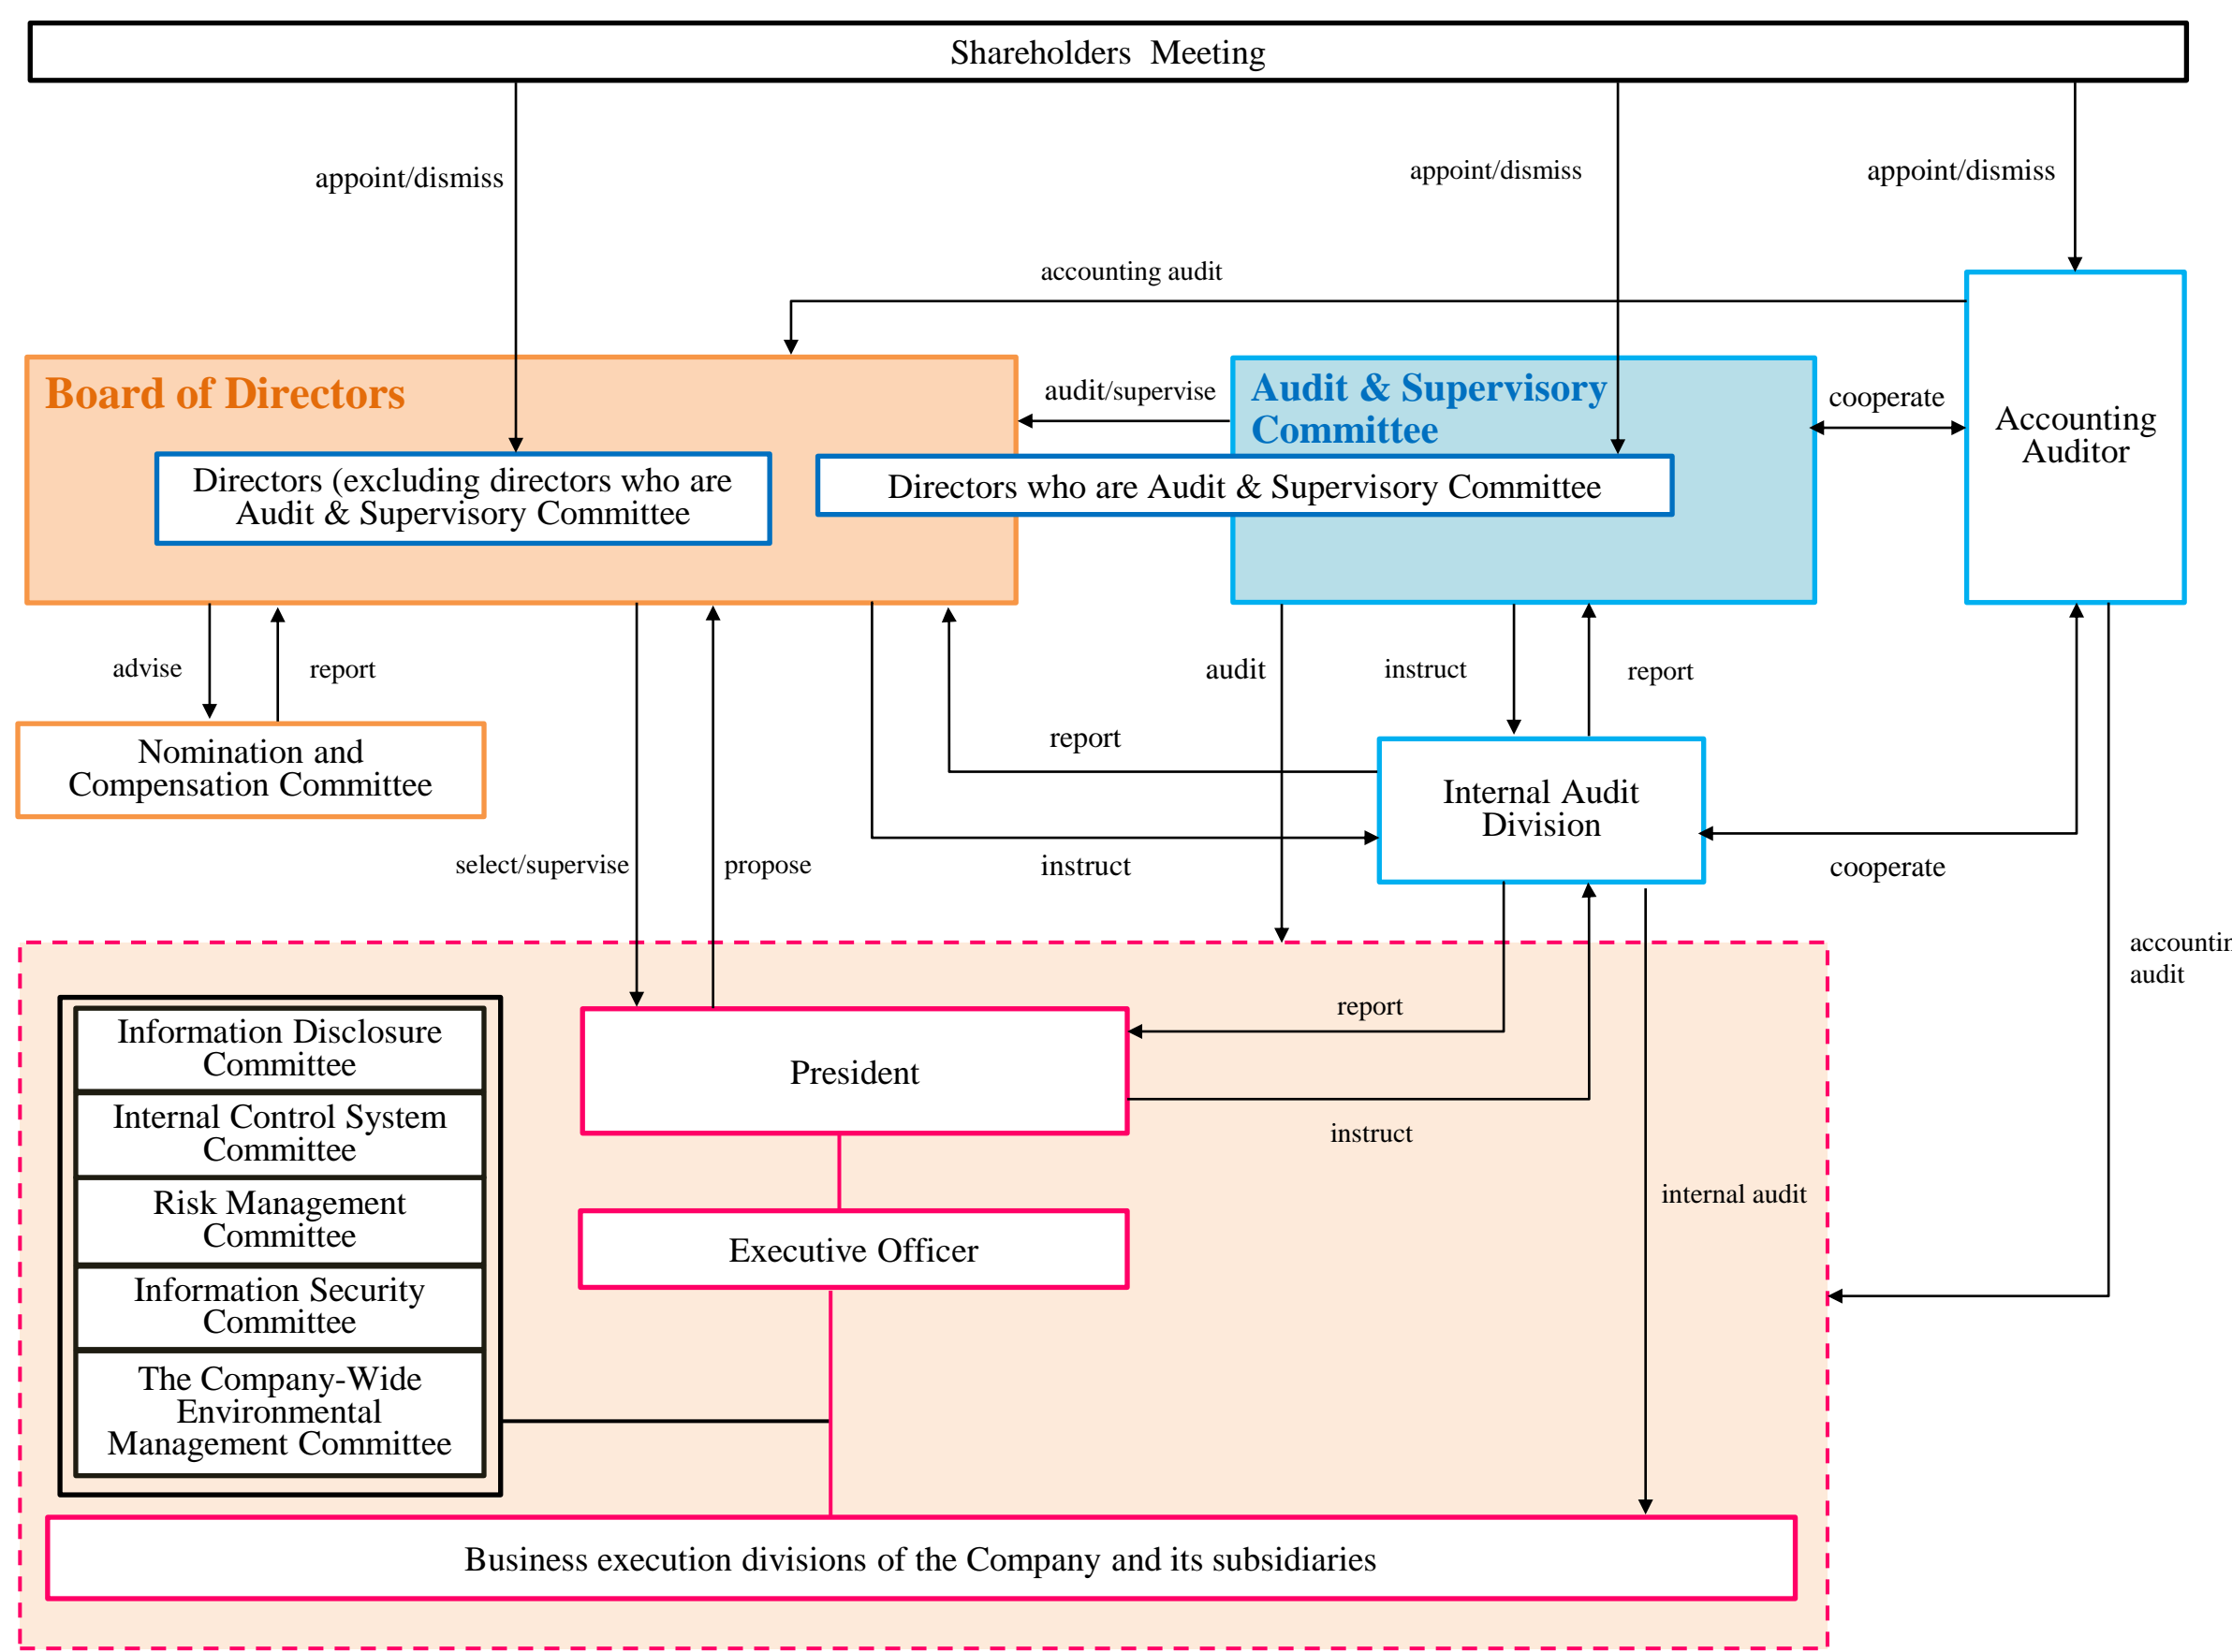 Shareholders Meeting
appoint/dismiss
appoint/dismiss
appoint/dismiss
accounting audit
Board of Directors
audit/supervise
Audit & Supervisory
Committee
cooperate
Accounting
Auditor
Directors (excluding directors who are
Audit & Supervisory Committee
Directors who are Audit & Supervisory Committee
advise
report
audit
instruct
report
report
Nomination and
Compensation Committee
Internal Audit
Division
select/supervise
propose
instruct
cooperate
accountin
audit
Information Disclosure
Committee
report
President
Internal Control System
Committee
instruct
Risk Management
Committee
internal audit
Executive Officer
Information Security
Committee
The Company-Wide
Environmental
Management Committee
Business execution divisions of the Company and its subsidiaries